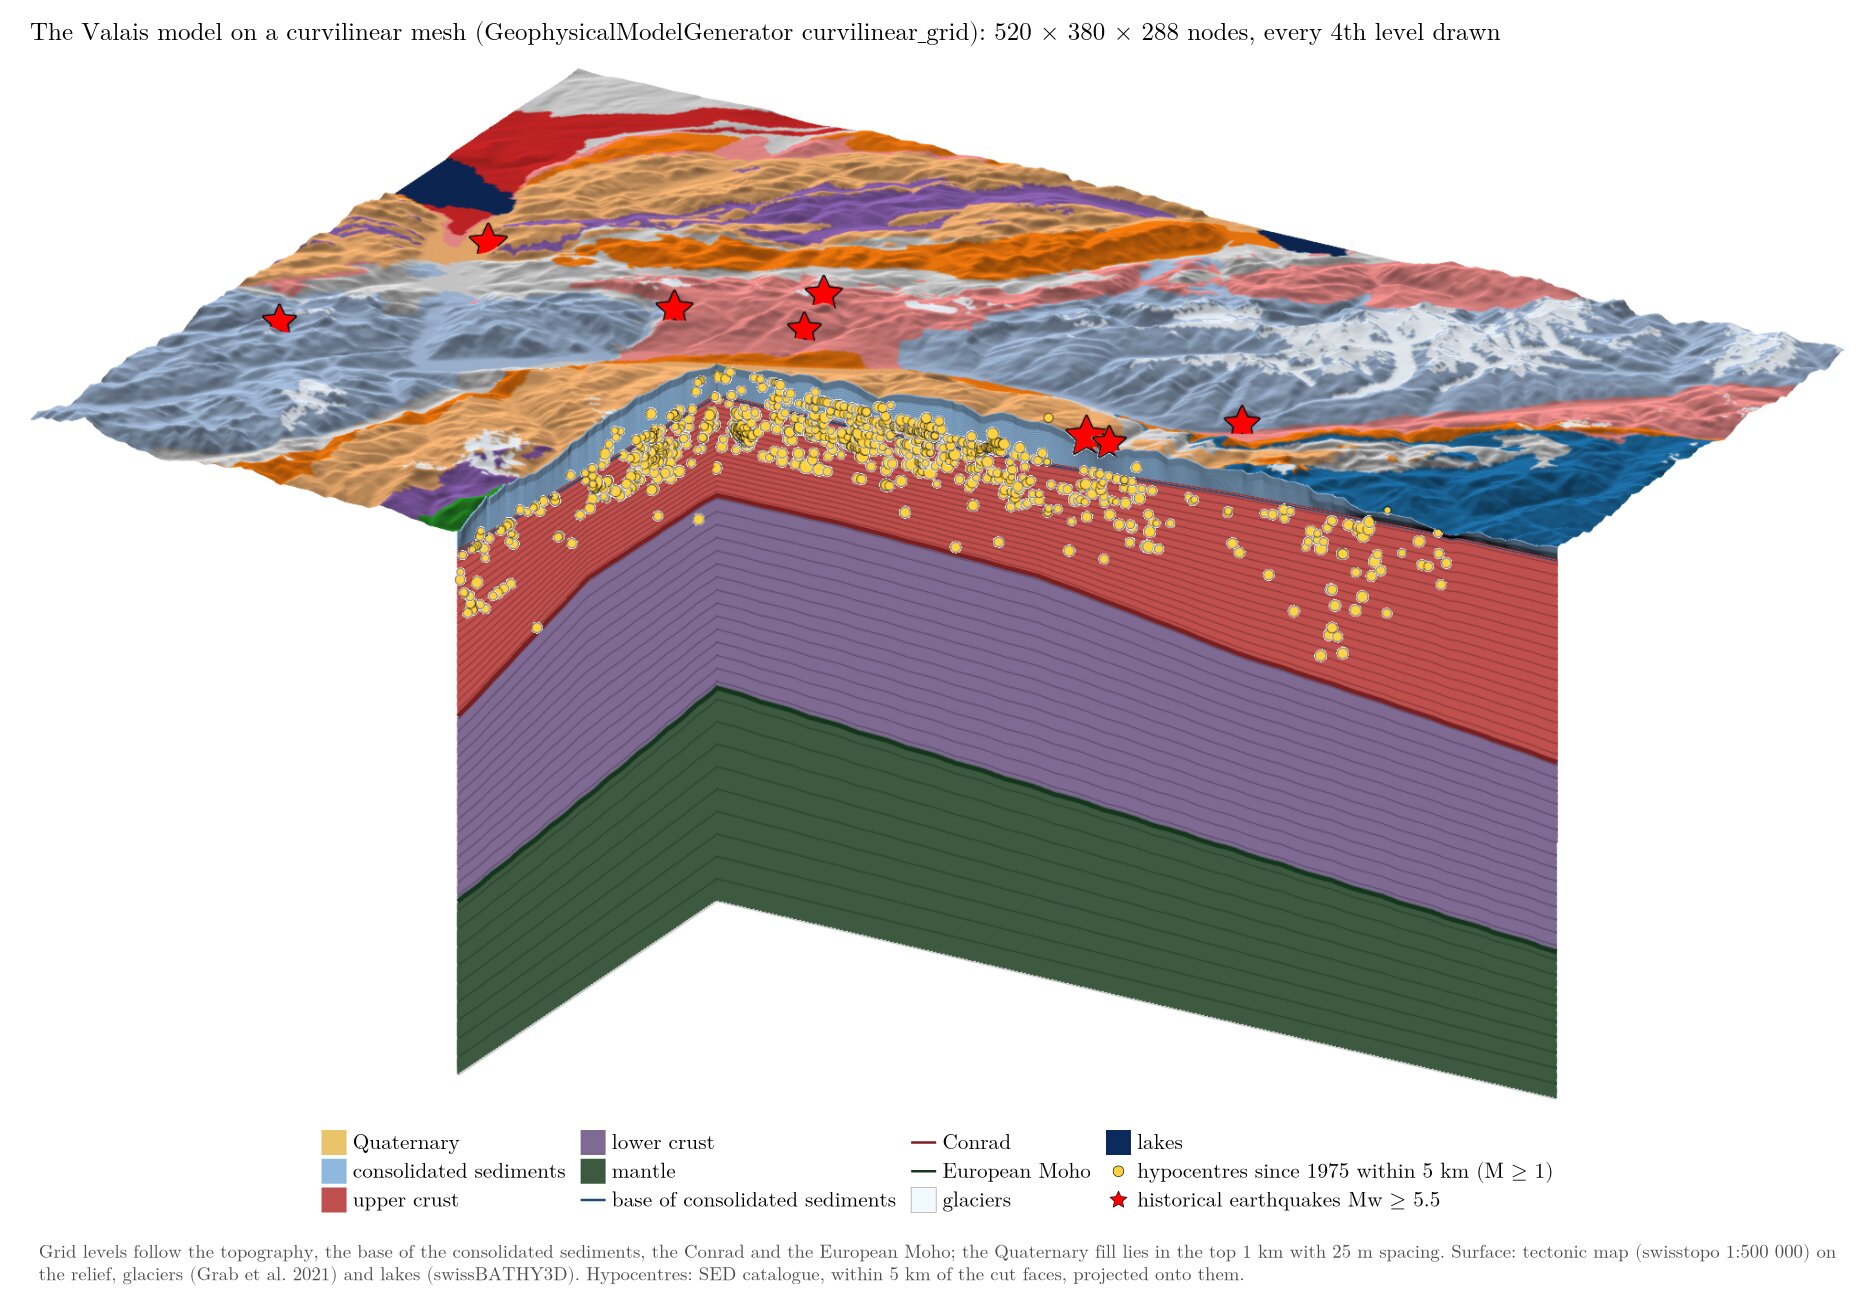 The Valais model on a curvilinear mesh (GeophysicalModelGenerator curvilinear_grid): 520 × 380 × 288 nodes, every 4th level drawn
Quaternary
consolidated sediments
upper crust
lower crust
mantle
base of consolidated sediments
Conrad
European Moho
glaciers
lakes
hypocentres since 1975 within 5 km (M ≥ 1)
historical earthquakes Mw ≥ 5.5
Grid levels follow the topography, the base of the consolidated sediments, the Conrad and the European Moho; the Quaternary fill lies in the top 1 km with 25 m spacing. Surface: tectonic map (swisstopo 1:500 000) on
the relief, glaciers (Grab et al. 2021) and lakes (swissBATHY3D). Hypocentres: SED catalogue, within 5 km of the cut faces, projected onto them.